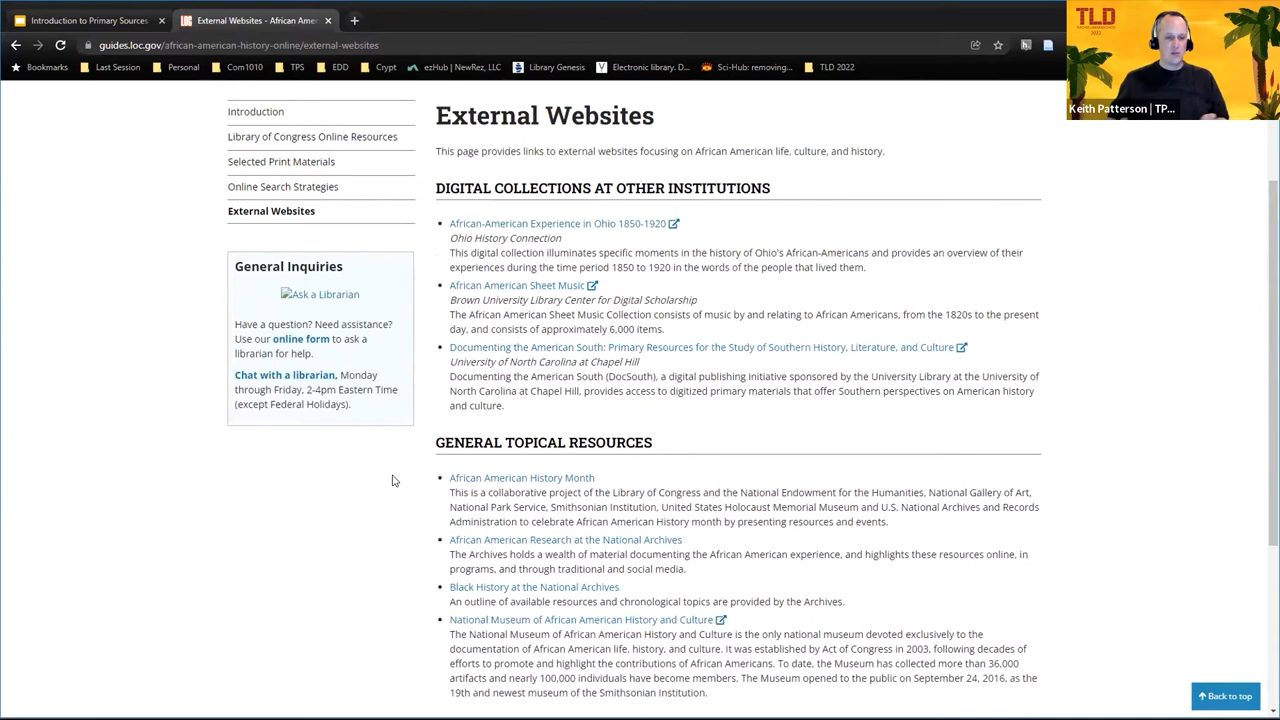 Introduction to Primary Sources
External Websites - African Ame
TLD
2022
guides.loc.gov/african-american-history-online/external-websites
Bookmarks Last Session Personal Com1010 TPS EDD Crypt ezHub | NewRez, LLC Library Genesis Electronic library. D... Sci-Hub: removing... TLD 2022
Keith Patterson | TP...
Introduction
Library of Congress Online Resources
Selected Print Materials
Online Search Strategies
External Websites
General Inquiries
Ask a Librarian
Have a question? Need assistance?
Use our online form to ask a
librarian for help.
Chat with a librarian, Monday
through Friday, 2-4pm Eastern Time
(except Federal Holidays).
External Websites
This page provides links to external websites focusing on African American life, culture, and history.
DIGITAL COLLECTIONS AT OTHER INSTITUTIONS
African-American Experience in Ohio 1850-1920
Ohio History Connection
This digital collection illuminates specific moments in the history of Ohio's African-Americans and provides an overview of their
experiences during the time period 1850 to 1920 in the words of the people that lived them.
African American Sheet Music
Brown University Library Center for Digital Scholarship
The African American Sheet Music Collection consists of music by and relating to African Americans, from the 1820s to the present
day, and consists of approximately 6,000 items.
Documenting the American South: Primary Resources for the Study of Southern History, Literature, and Culture
University of North Carolina at Chapel Hill
Documenting the American South (DocSouth), a digital publishing initiative sponsored by the University Library at the University of
North Carolina at Chapel Hill, provides access to digitized primary materials that offer Southern perspectives on American history
and culture.
GENERAL TOPICAL RESOURCES
African American History Month
This is a collaborative project of the Library of Congress and the National Endowment for the Humanities, National Gallery of Art,
National Park Service, Smithsonian Institution, United States Holocaust Memorial Museum and U.S. National Archives and Records
Administration to celebrate African American History month by presenting resources and events.
African American Research at the National Archives
The Archives holds a wealth of material documenting the African American experience, and highlights these resources online, in
programs, and through traditional and social media.
Black History at the National Archives
An outline of available resources and chronological topics are provided by the Archives.
National Museum of African American History and Culture
The National Museum of African American History and Culture is the only national museum devoted exclusively to the
documentation of African American life, history, and culture. It was established by Act of Congress in 2003, following decades of
efforts to promote and highlight the contributions of African Americans. To date, the Museum has collected more than 36,000
artifacts and nearly 100,000 individuals have become members. The Museum opened to the public on September 24, 2016, as the
19th and newest museum of the Smithsonian Institution.
Back to top